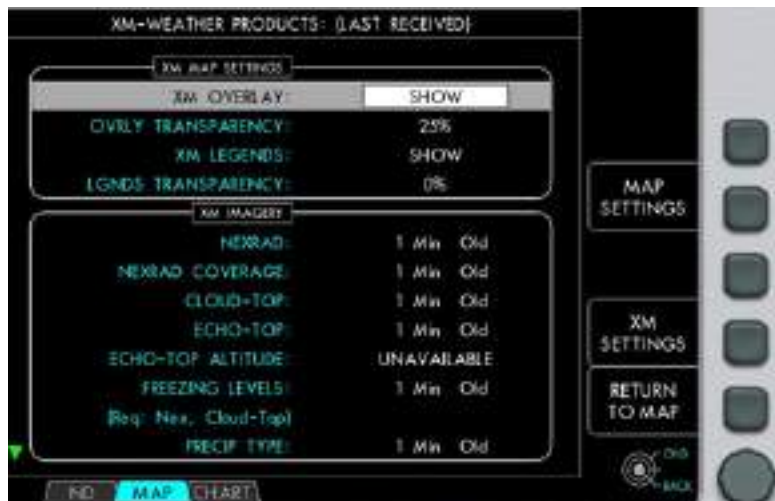 XM-WEATHER PRODUCTS: (LAST RECEIVED)
XM MAP SETTINGS
XM OVERLAY: SHOW
OVRLY TRANSPARENCY: 25%
XM LEGENDS: SHOW
LGNDS TRANSPARENCY: 0%
XM IMAGERY
NEXRAD: 1 Min Old
NEXRAD COVERAGE: 1 Min Old
CLOUD-TOP: 1 Min Old
ECHO-TOP: 1 Min Old
ECHO-TOP ALTITUDE: UNAVAILABLE
FREEZING LEVELS: 1 Min Old
(Req: Nex, Cloud-Top)
PRECIP TYPE: 1 Min Old
MAP
SETTINGS
XM
SETTINGS
RETURN
TO MAP
BACK
ND MAP CHART